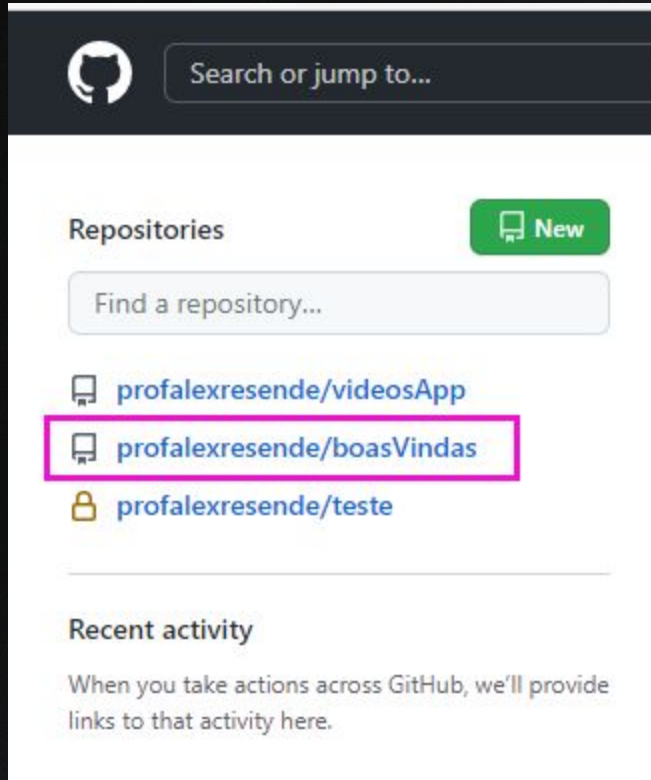 Search or jump to...
Repositories
New
Find a repository...
profalexresende/videosApp
profalexresende/boasVindas
profalexresende/teste
Recent activity
When you take actions across GitHub, we'll provide
links to that activity here.